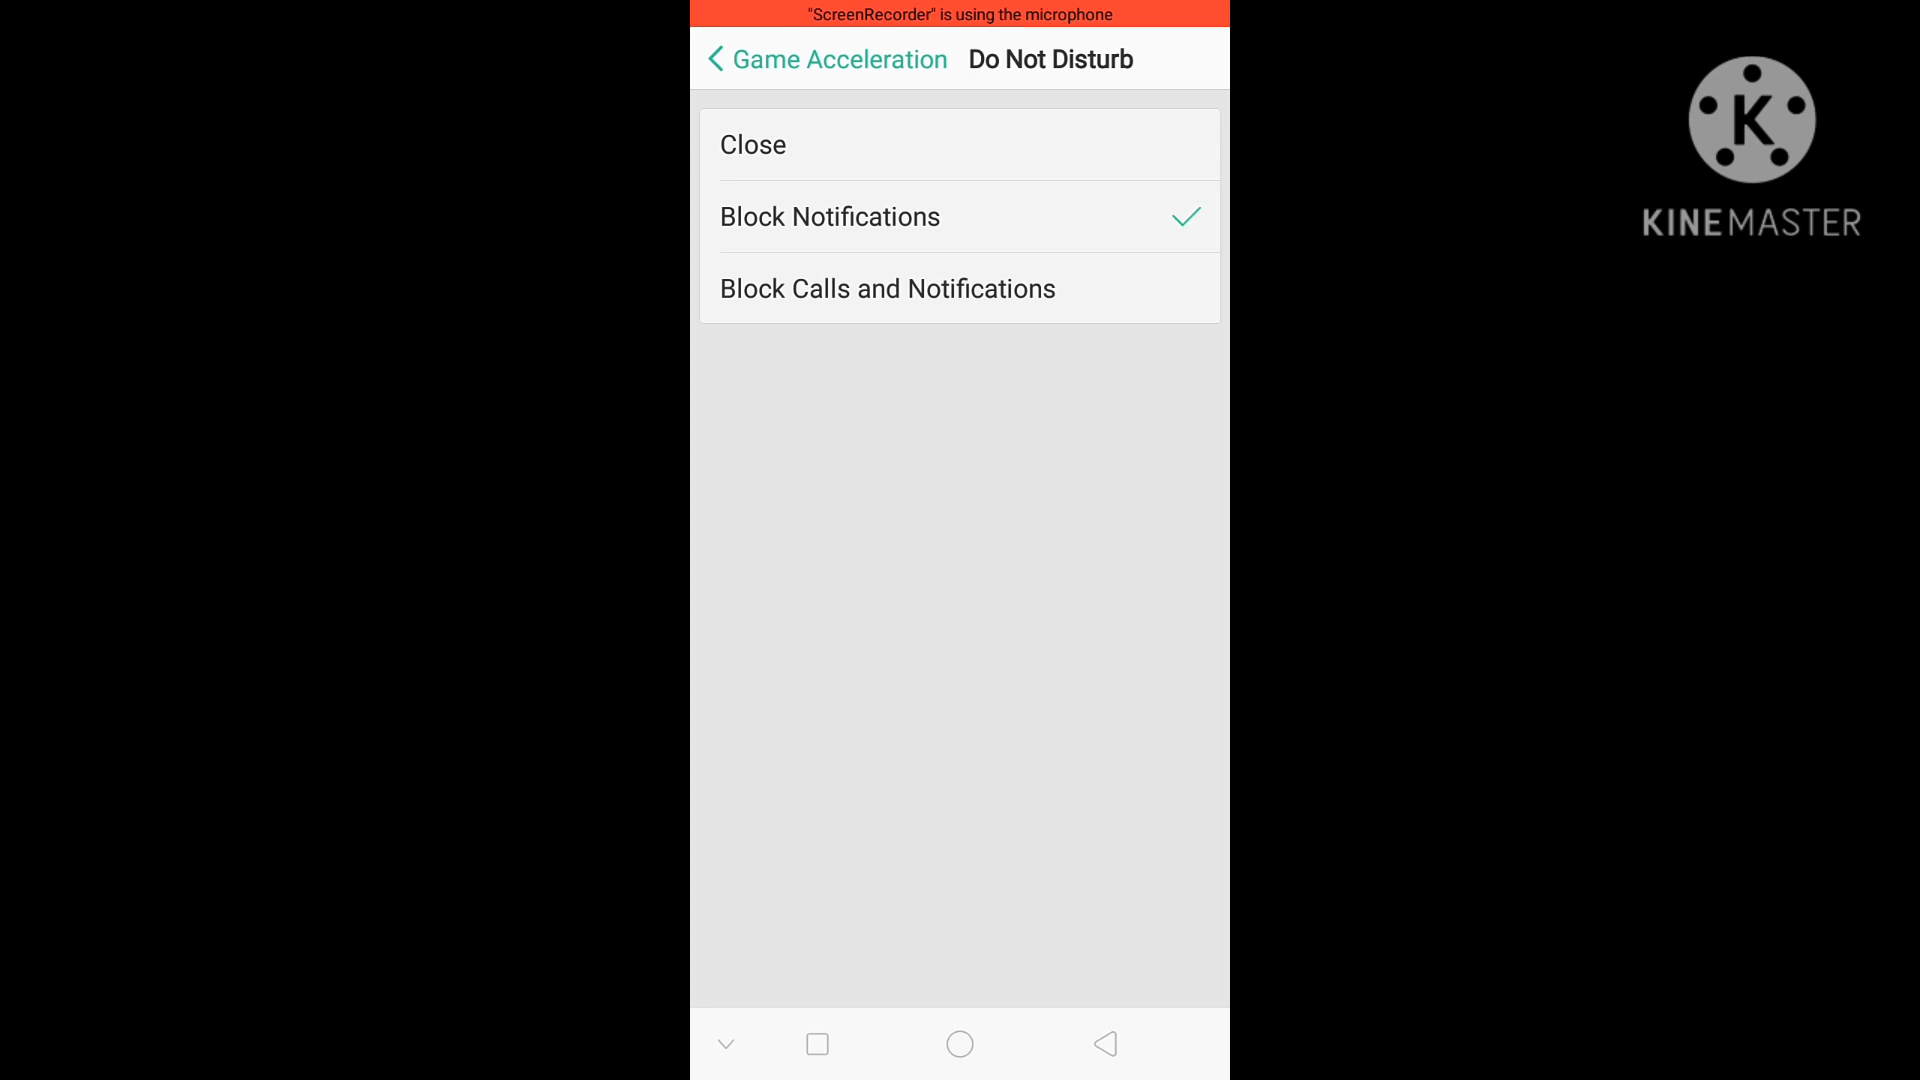 "ScreenRecorder" is using the microphone
Game Acceleration Do Not Disturb
Close
Block Notifications
Block Calls and Notifications
K
KINEMASTER